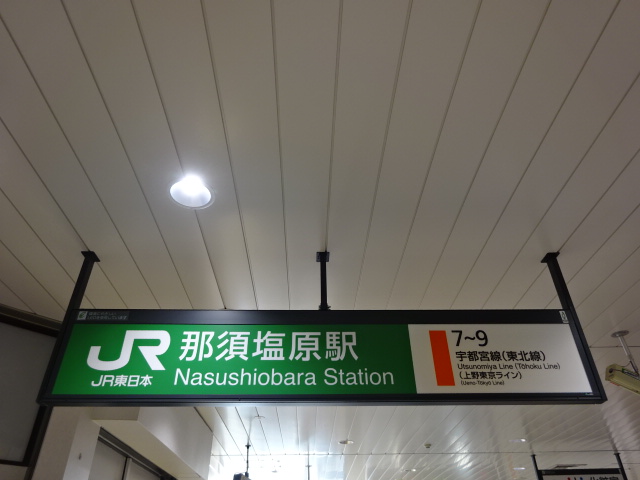 JR
JR東日本
那須塩原駅
Nasushiobara Station
7~9
宇都宮線(東北線)
Utsunomiya Line (Tōhoku Line)
(上野東京ライン)
(Ueno-Tōkyō Line)